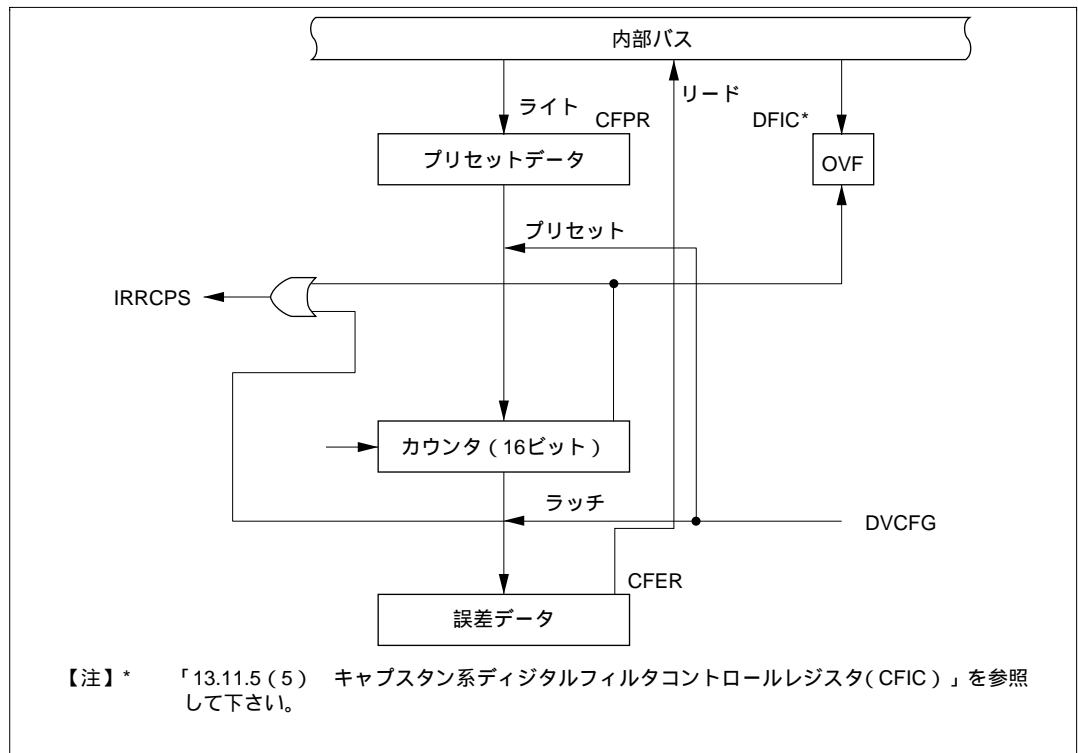 内部バス
ライト
リード
CFPR
DFIC*
プリセットデータ
OVF
プリセット
IRRCPS
カウンタ(16ビット)
ラッチ
DVCFG
CFER
誤差データ
【注】* 「13.11.5(5) キャプスタン系ディジタルフィルタコントロールレジスタ(CFIC)」を参照
して下さい。